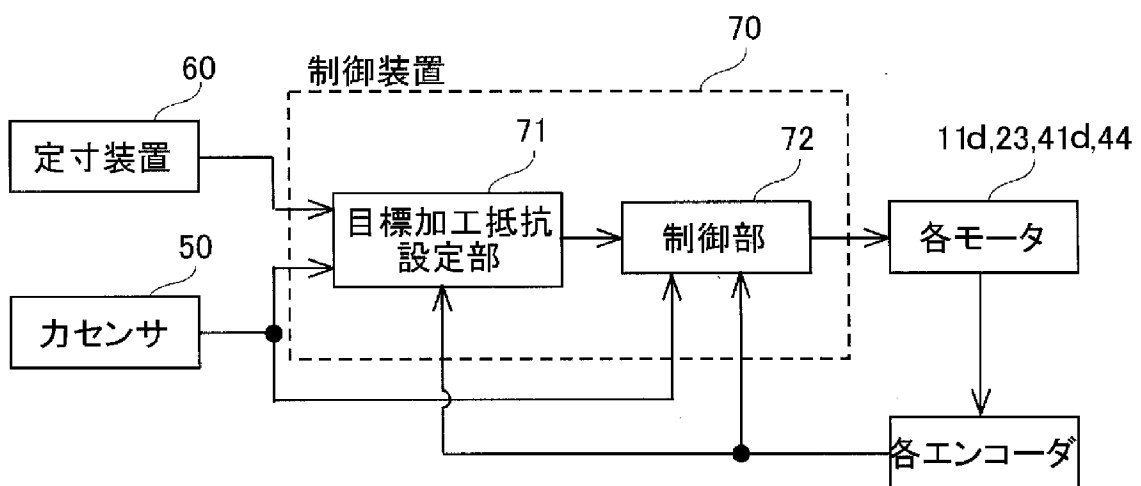 70
制御装置
60
定寸装置
71
目標加工抵抗
設定部
72
制御部
11d,23,41d,44
各モータ
50
力センサ
各エンコーダ